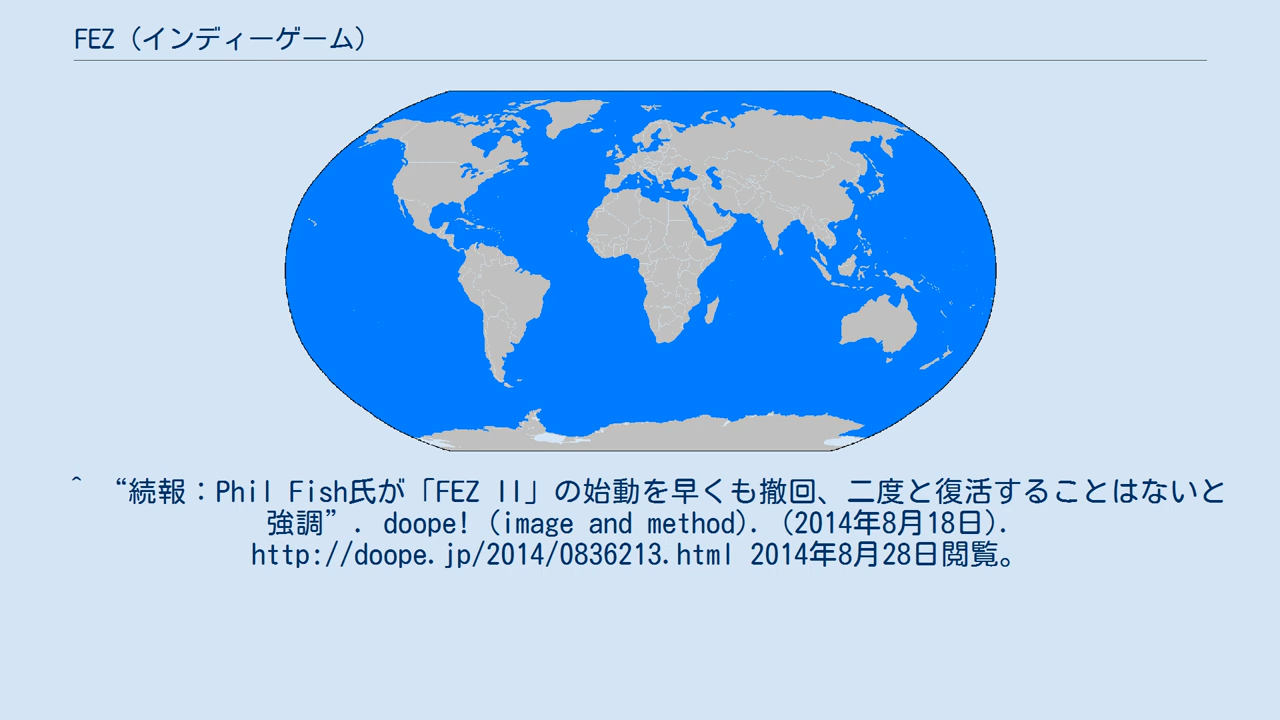 FEZ（インディーゲーム）
^ “続報：Phil Fish氏が「FEZ II」の始動を早くも撤回、二度と復活することはないと
強調”. doope! (image and method). (2014年8月18日).
http://doope.jp/2014/0836213.html 2014年8月28日閲覧。